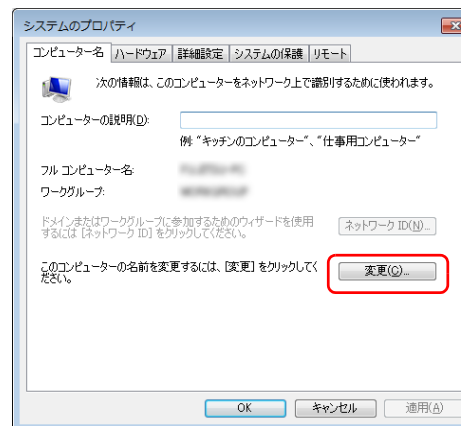 システムのプロパティ
コンピューター名 ハードウェア 詳細設定 システムの保護 リモート
次の情報は、このコンピューターをネットワーク上で識別するために使われます。
コンピューターの説明(D):
例: "キッチンのコンピューター"、"仕事用コンピューター"
フル コンピューター名:
ワークグループ:
ドメインまたはワークグループに参加するためのウィザードを使用
するには [ネットワーク ID] をクリックしてください。
ネットワーク ID(N)...
このコンピューターの名前を変更するには、[変更] をクリックしてく
ださい。
変更(C)...
OK キャンセル 適用(A)